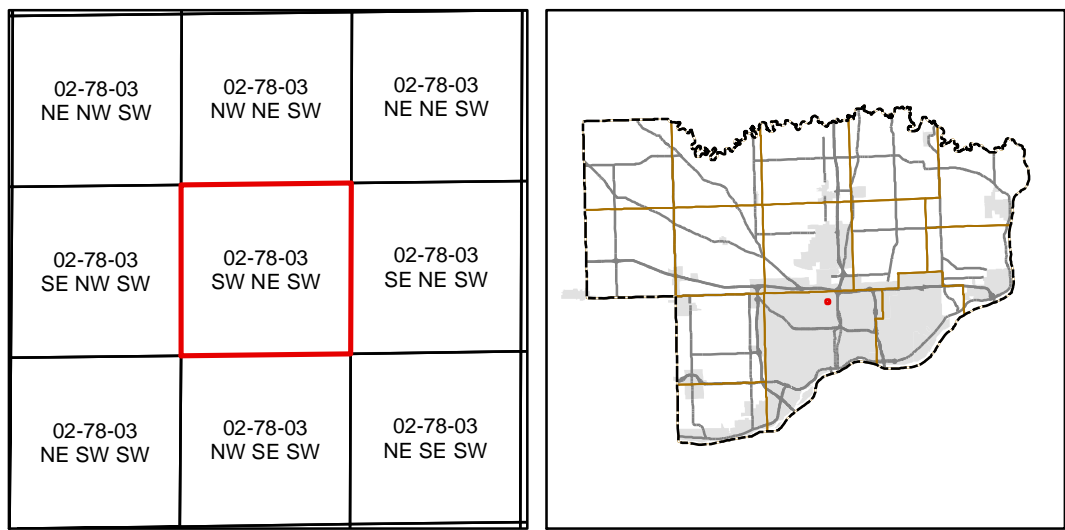 02-78-03
NE NW SW
02-78-03
NW NE SW
02-78-03
NE NE SW
02-78-03
SE NW SW
02-78-03
SW NE SW
02-78-03
SE NE SW
02-78-03
NE SW SW
02-78-03
NW SE SW
02-78-03
NE SE SW